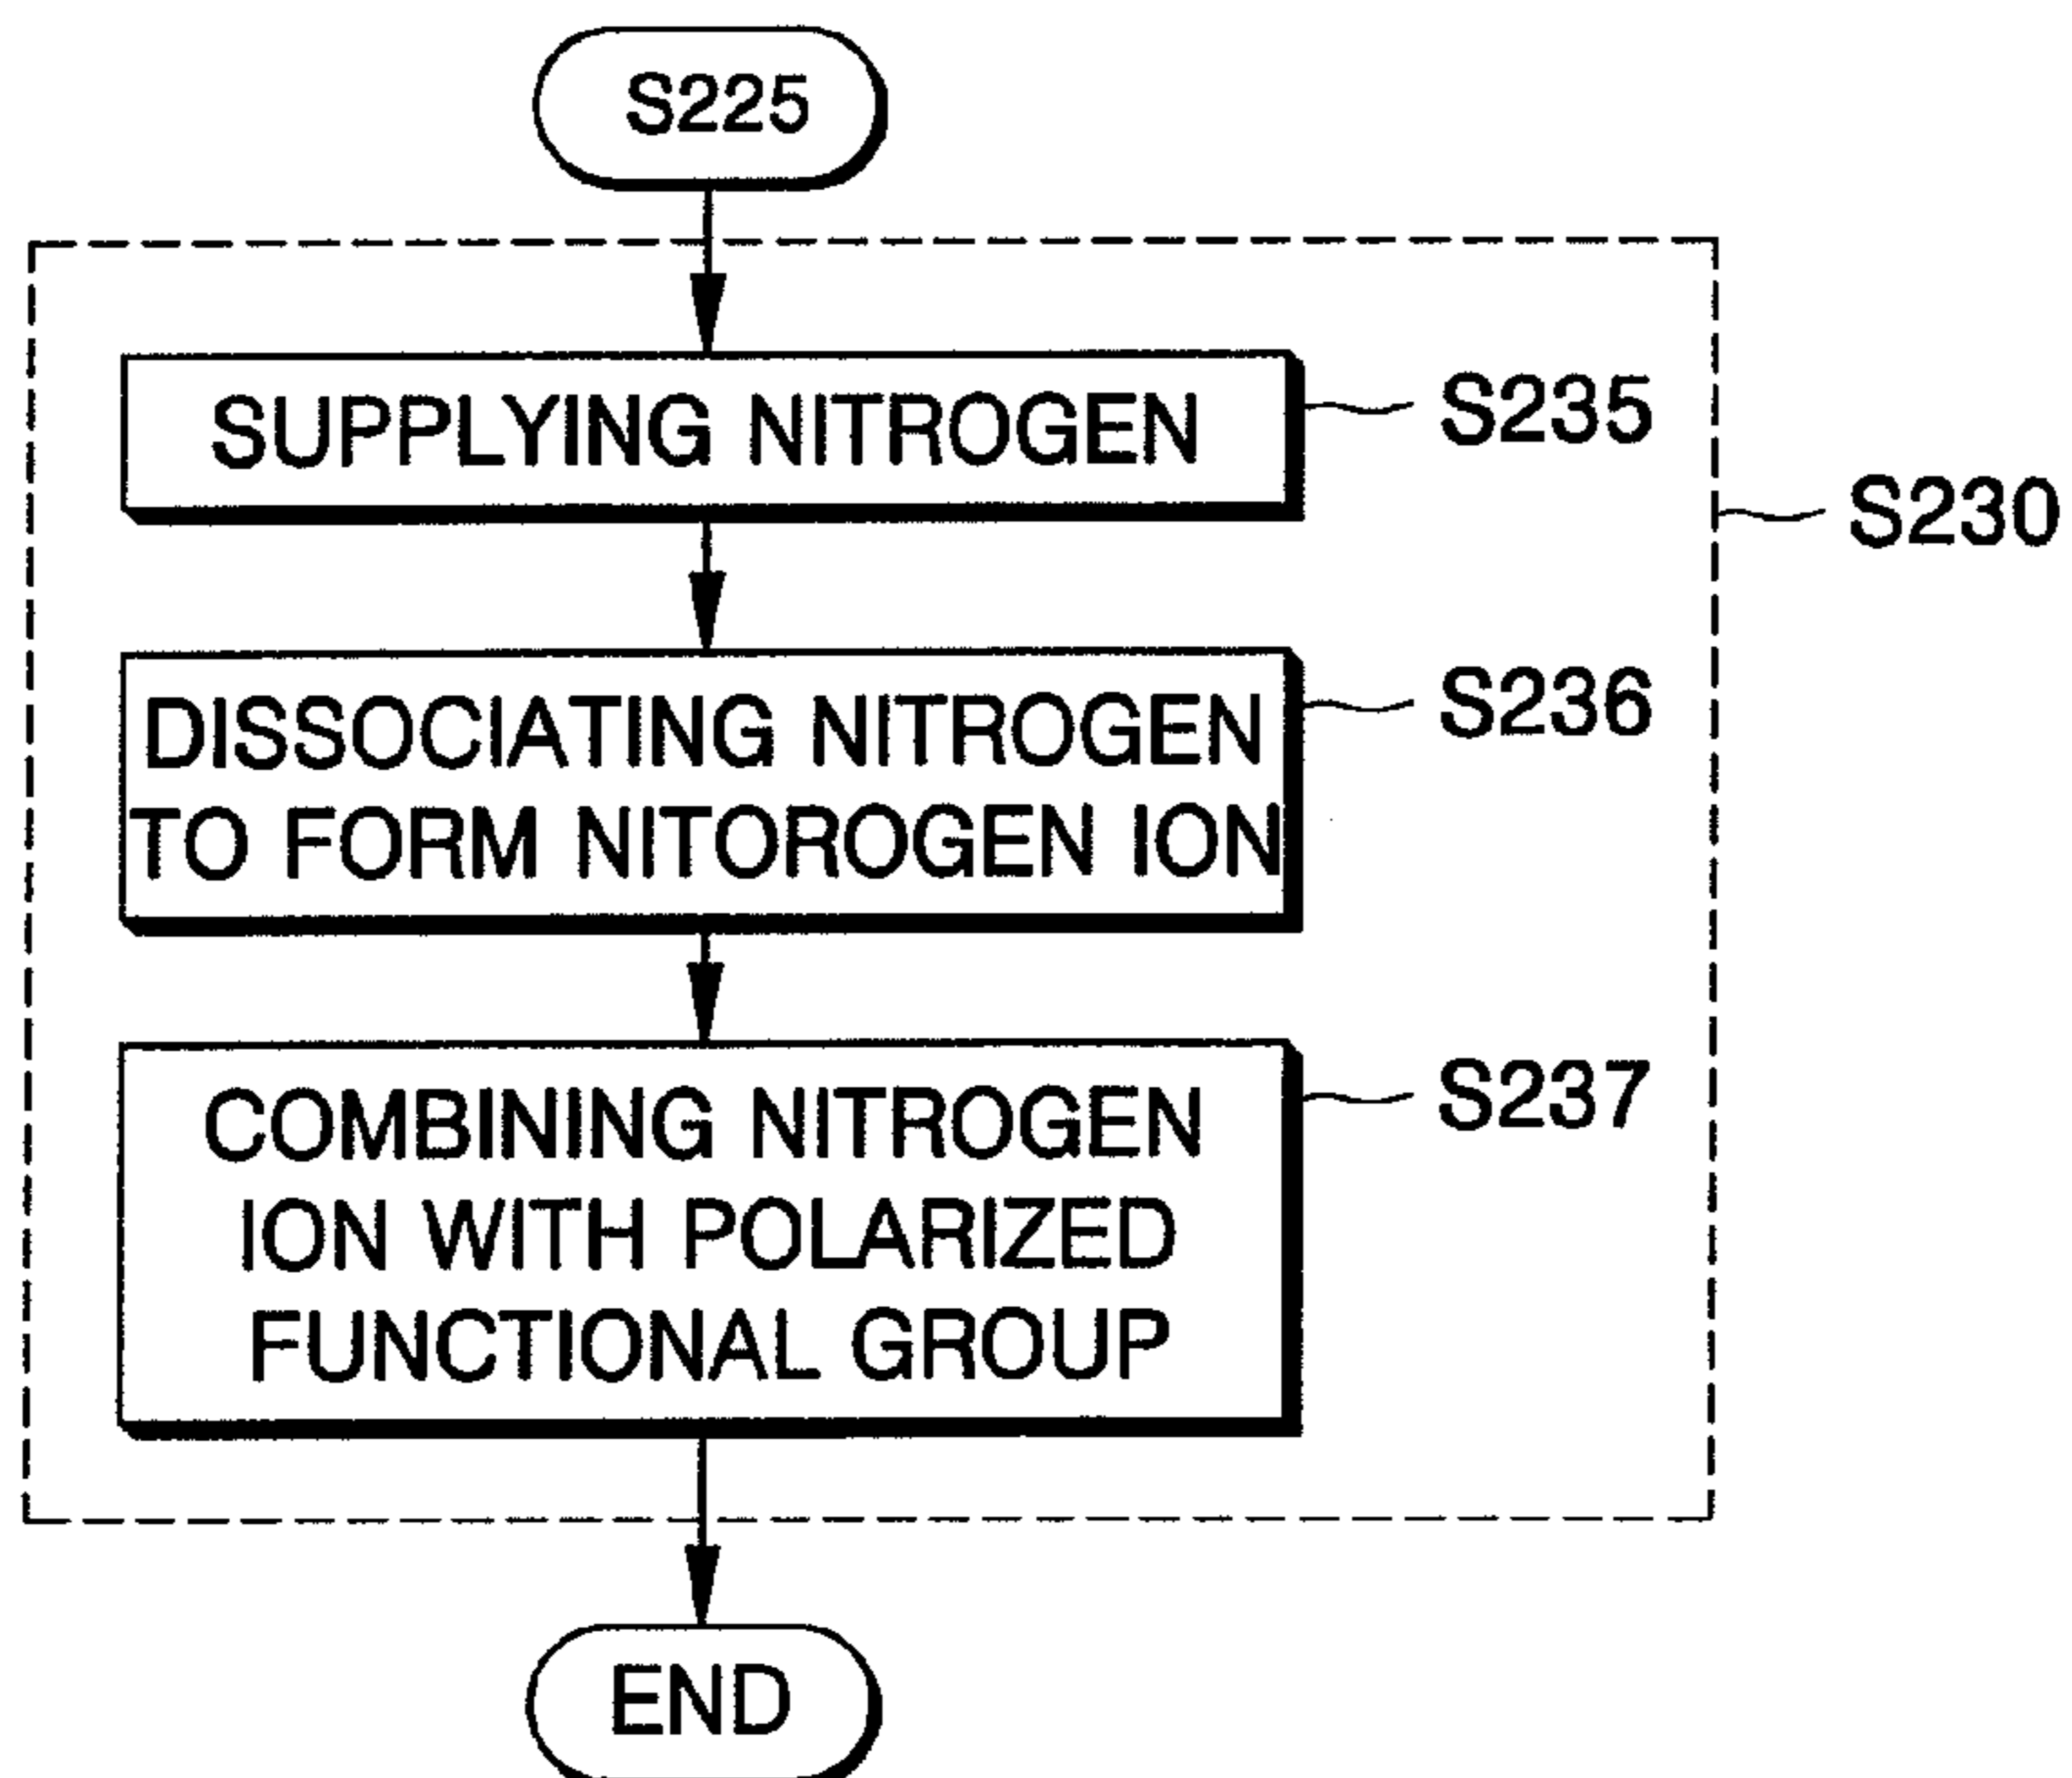 S225
SUPPLYING NITROGEN
S235
S230
DISSOCIATING NITROGEN
TO FORM NITOROGEN ION
S236
COMBINING NITROGEN
ION WITH POLARIZED
FUNCTIONAL GROUP
S237
END